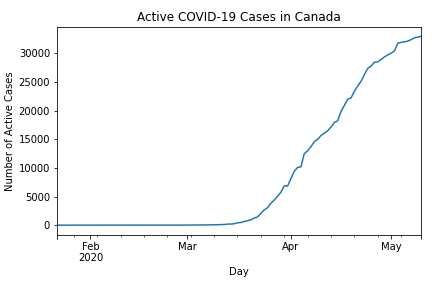 Active COVID-19 Cases in Canada
Number of Active Cases
30000
25000
20000
15000
10000
5000
0
Feb
2020
Mar
Apr
May
Day